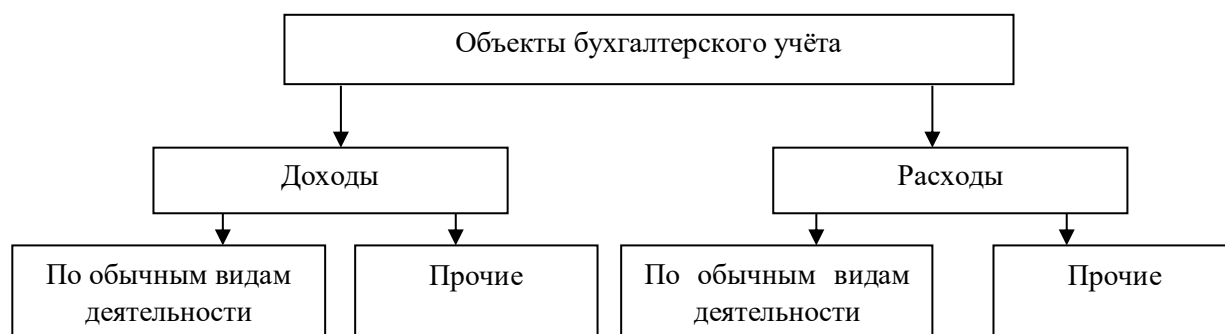 Объекты бухгалтерского учёта
Доходы
Расходы
По обычным видам
деятельности
Прочие
По обычным видам
деятельности
Прочие